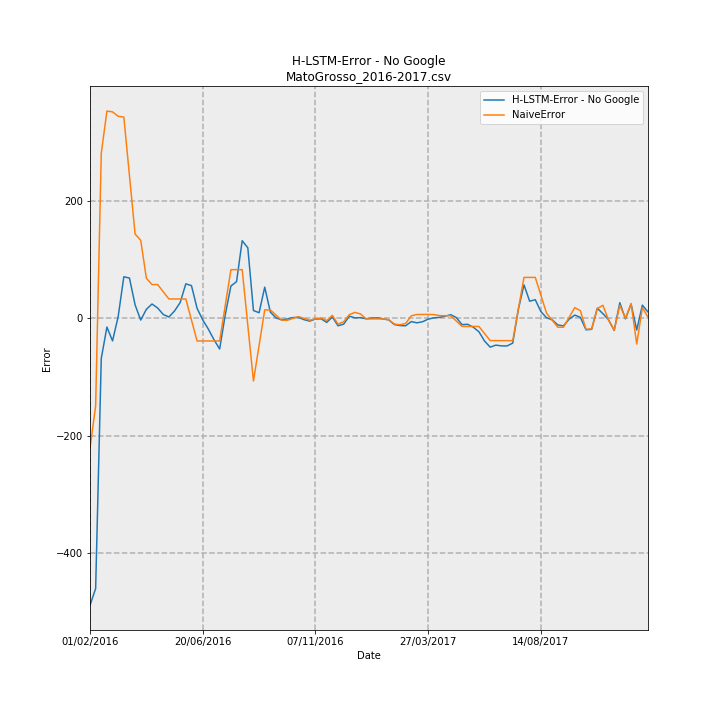 H-LSTM-Error - No Google
MatoGrosso_2016-2017.csv
H-LSTM-Error - No Google
NaiveError
Error
200
0
−200
−400
01/02/2016 20/06/2016 07/11/2016 27/03/2017 14/08/2017
Date